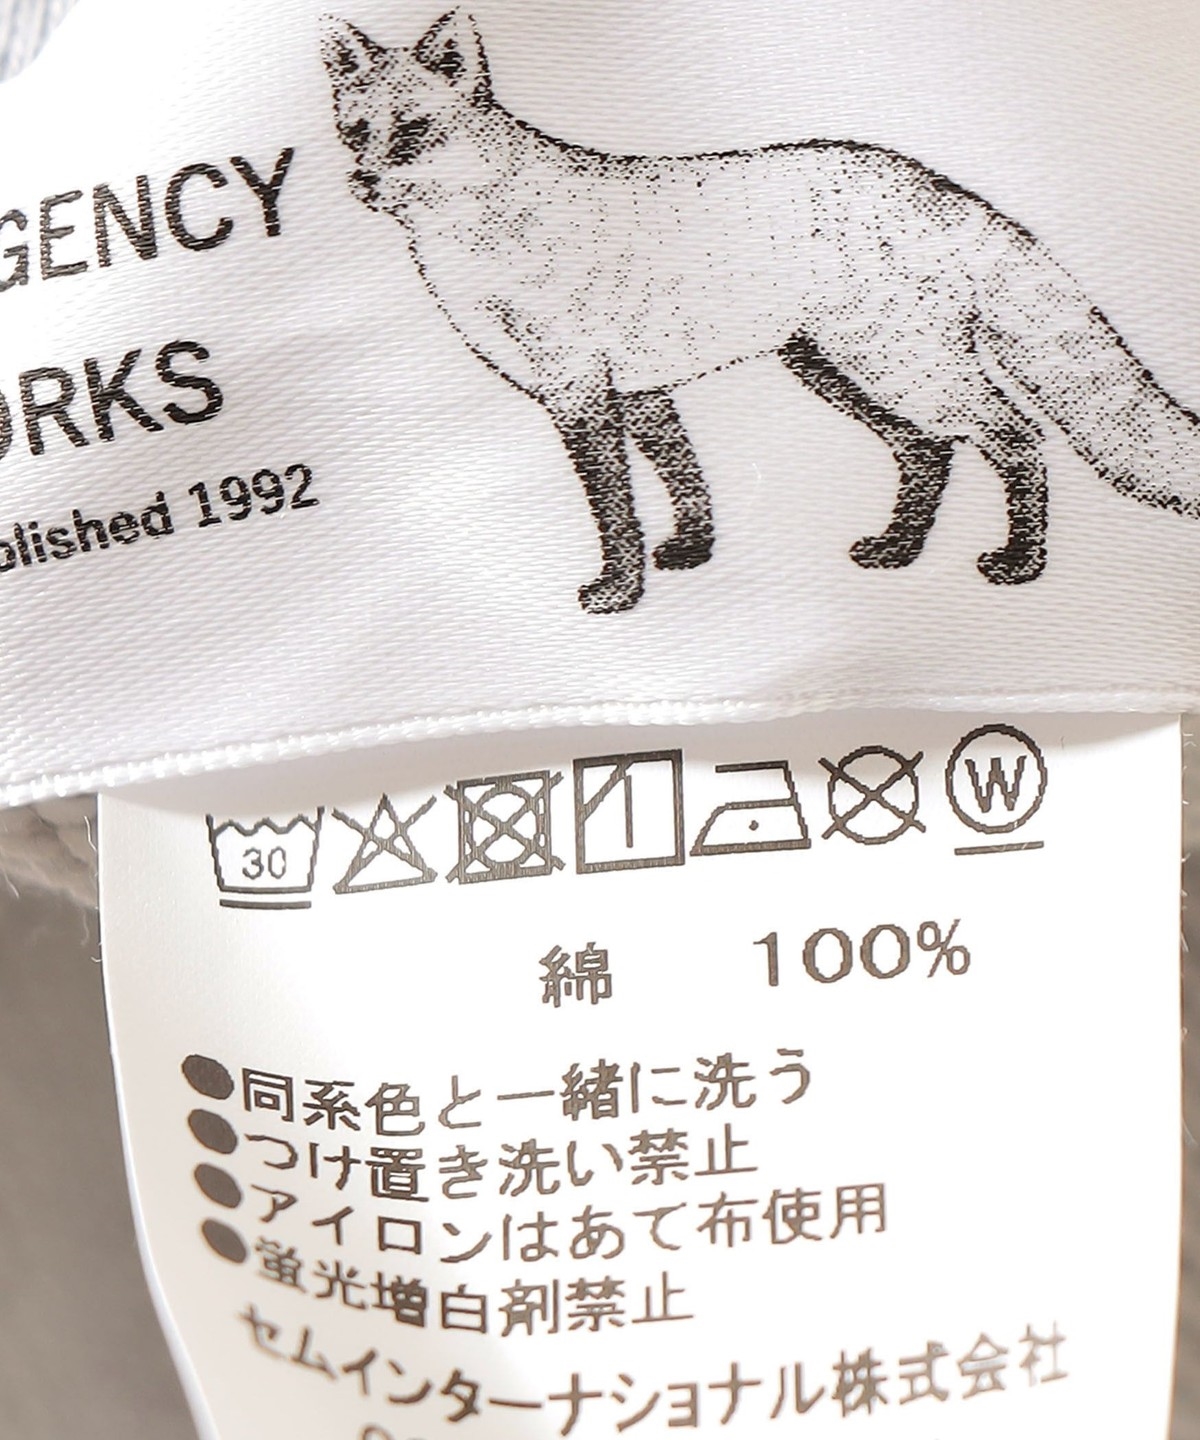 GENCY
ORKS
blished 1992
30
W
綿 100%
●同系色と一緒に洗う
●つけ置き洗い禁止
●アイロンはあて布使用
●蛍光増白剤禁止
セムインターナショナル株式会社